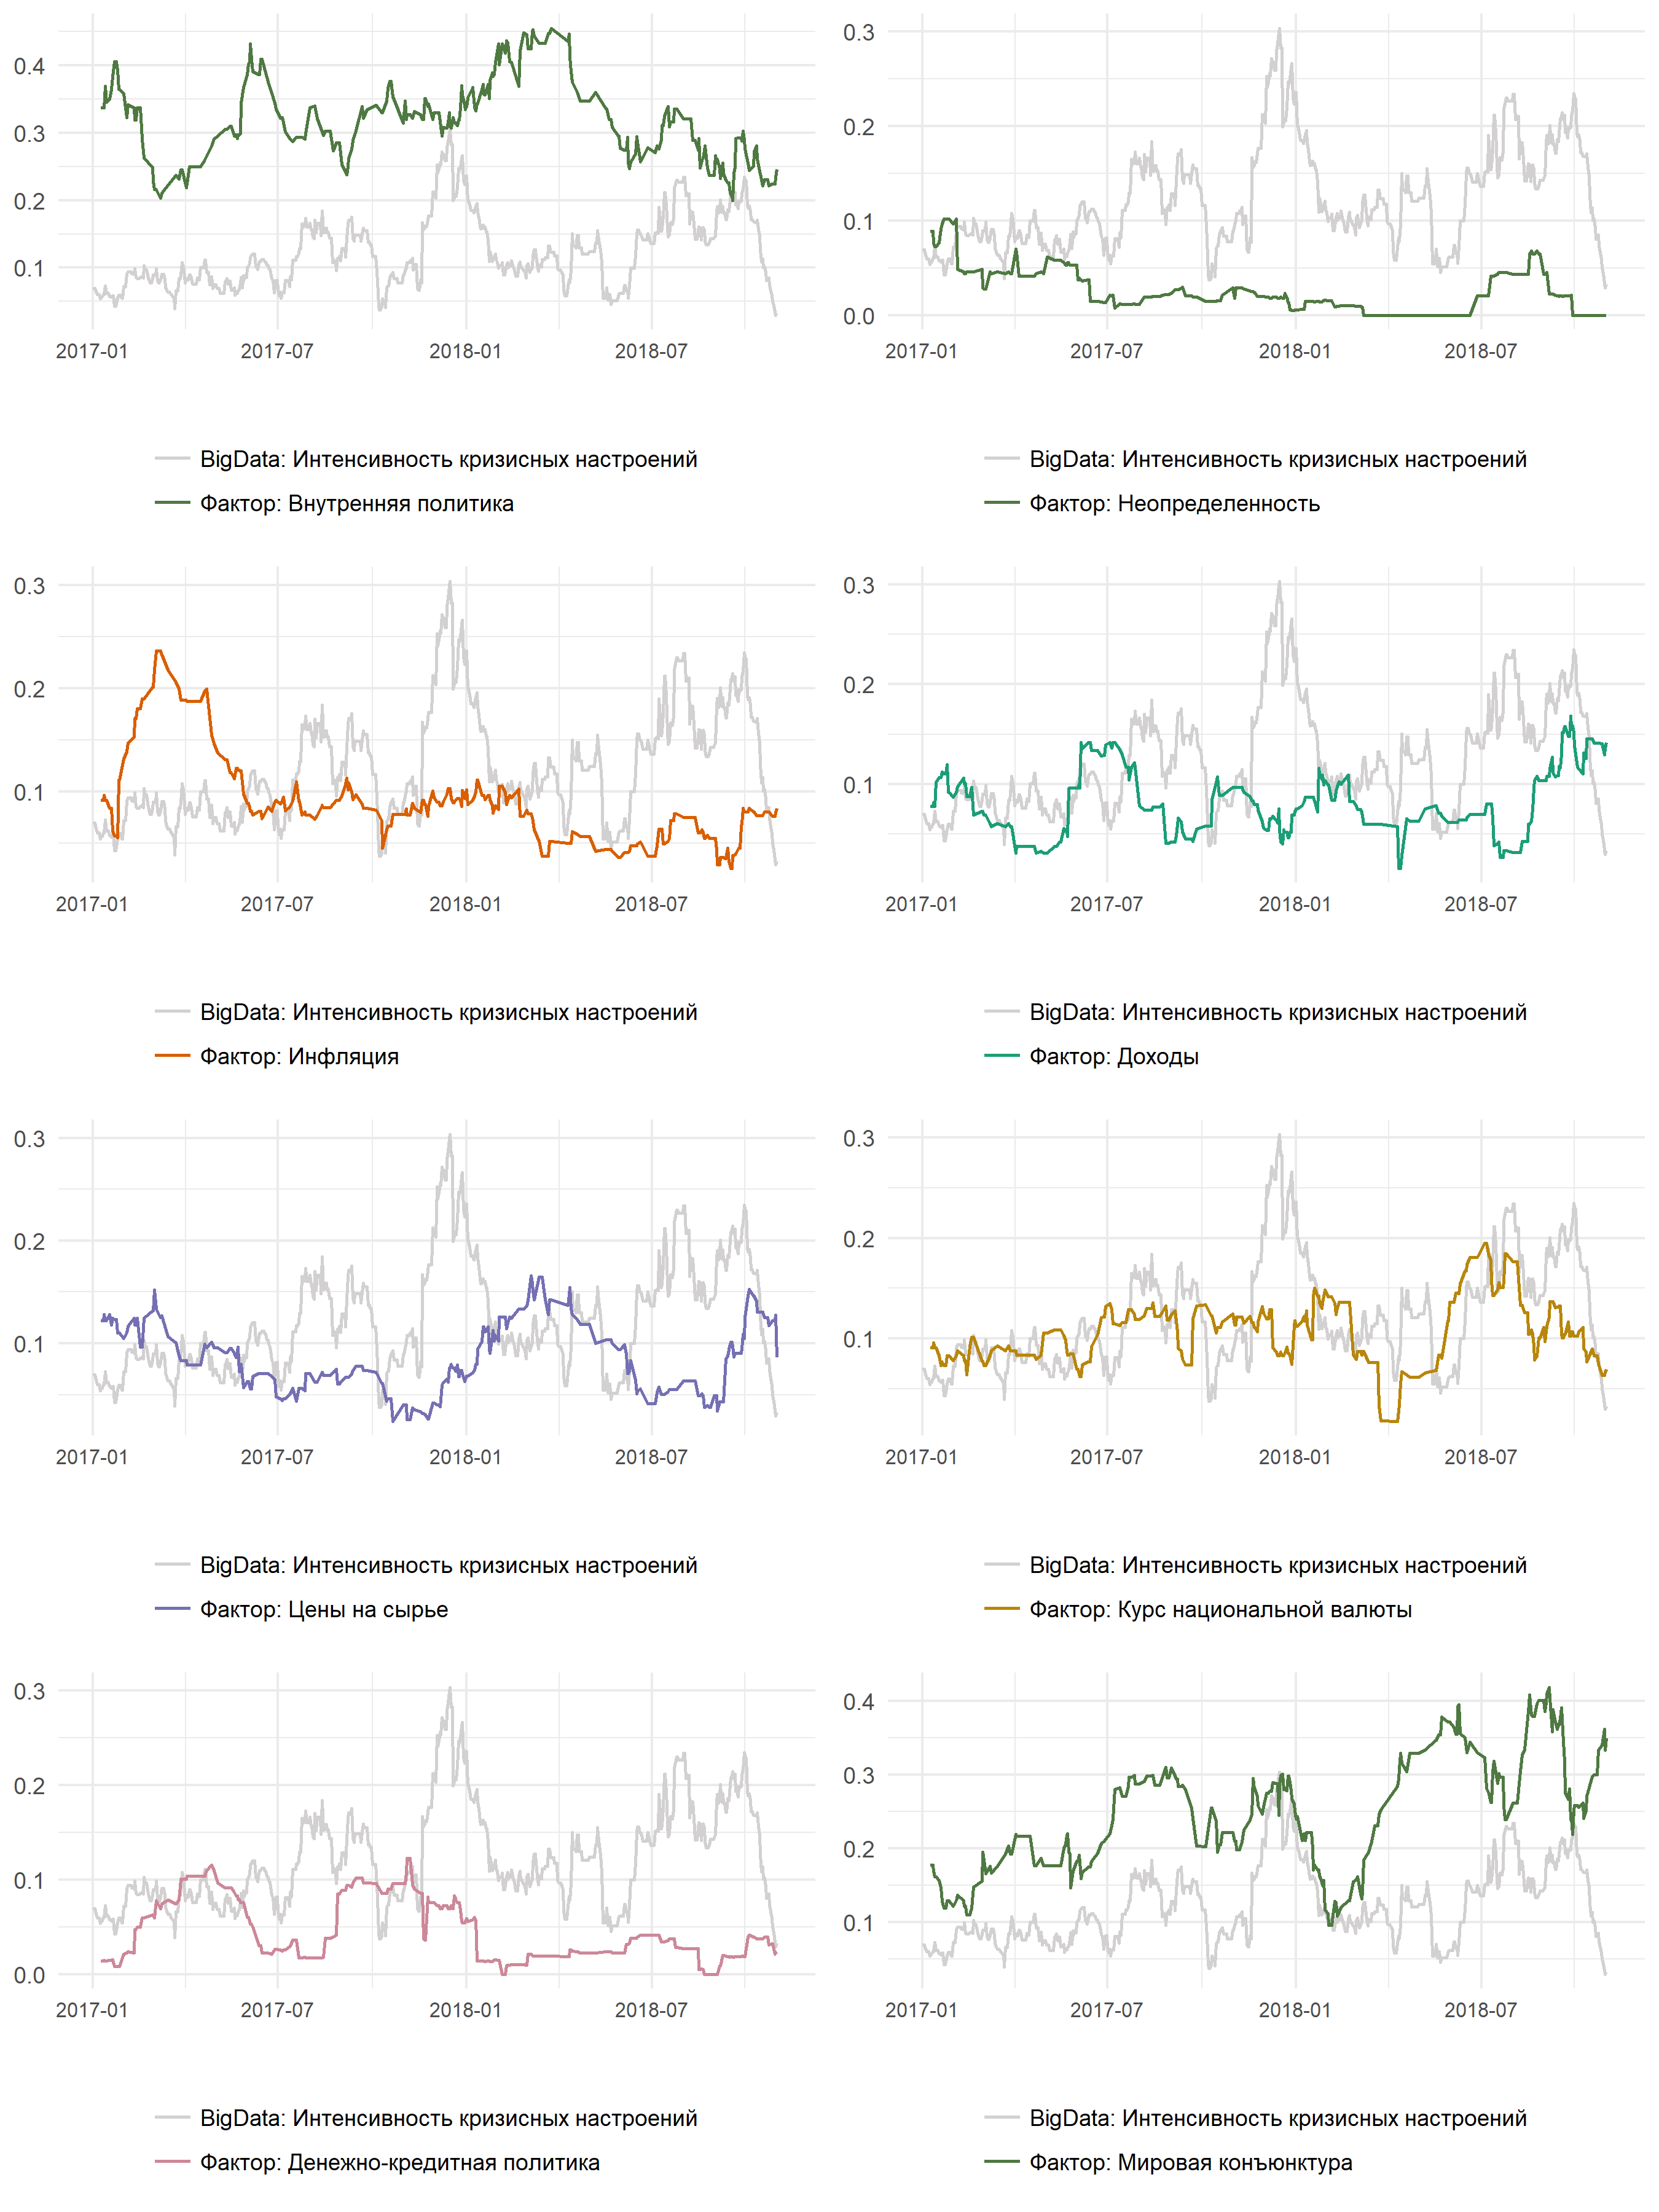 0.4
0.3
0.2
0.1
2017-01 2017-07 2018-01 2018-07
BigData: Интенсивность кризисных настроений
Фактор: Внутренняя политика
0.3
0.2
0.1
0.0
2017-01 2017-07 2018-01 2018-07
BigData: Интенсивность кризисных настроений
Фактор: Неопределенность
0.3
0.2
0.1
2017-01 2017-07 2018-01 2018-07
BigData: Интенсивность кризисных настроений
Фактор: Инфляция
0.3
0.2
0.1
2017-01 2017-07 2018-01 2018-07
BigData: Интенсивность кризисных настроений
Фактор: Доходы
0.3
0.2
0.1
2017-01 2017-07 2018-01 2018-07
BigData: Интенсивность кризисных настроений
Фактор: Цены на сырье
0.3
0.2
0.1
2017-01 2017-07 2018-01 2018-07
BigData: Интенсивность кризисных настроений
Фактор: Курс национальной валюты
0.3
0.2
0.1
0.0
2017-01 2017-07 2018-01 2018-07
BigData: Интенсивность кризисных настроений
Фактор: Денежно-кредитная политика
0.4
0.3
0.2
0.1
2017-01 2017-07 2018-01 2018-07
BigData: Интенсивность кризисных настроений
Фактор: Мировая конъюнктура